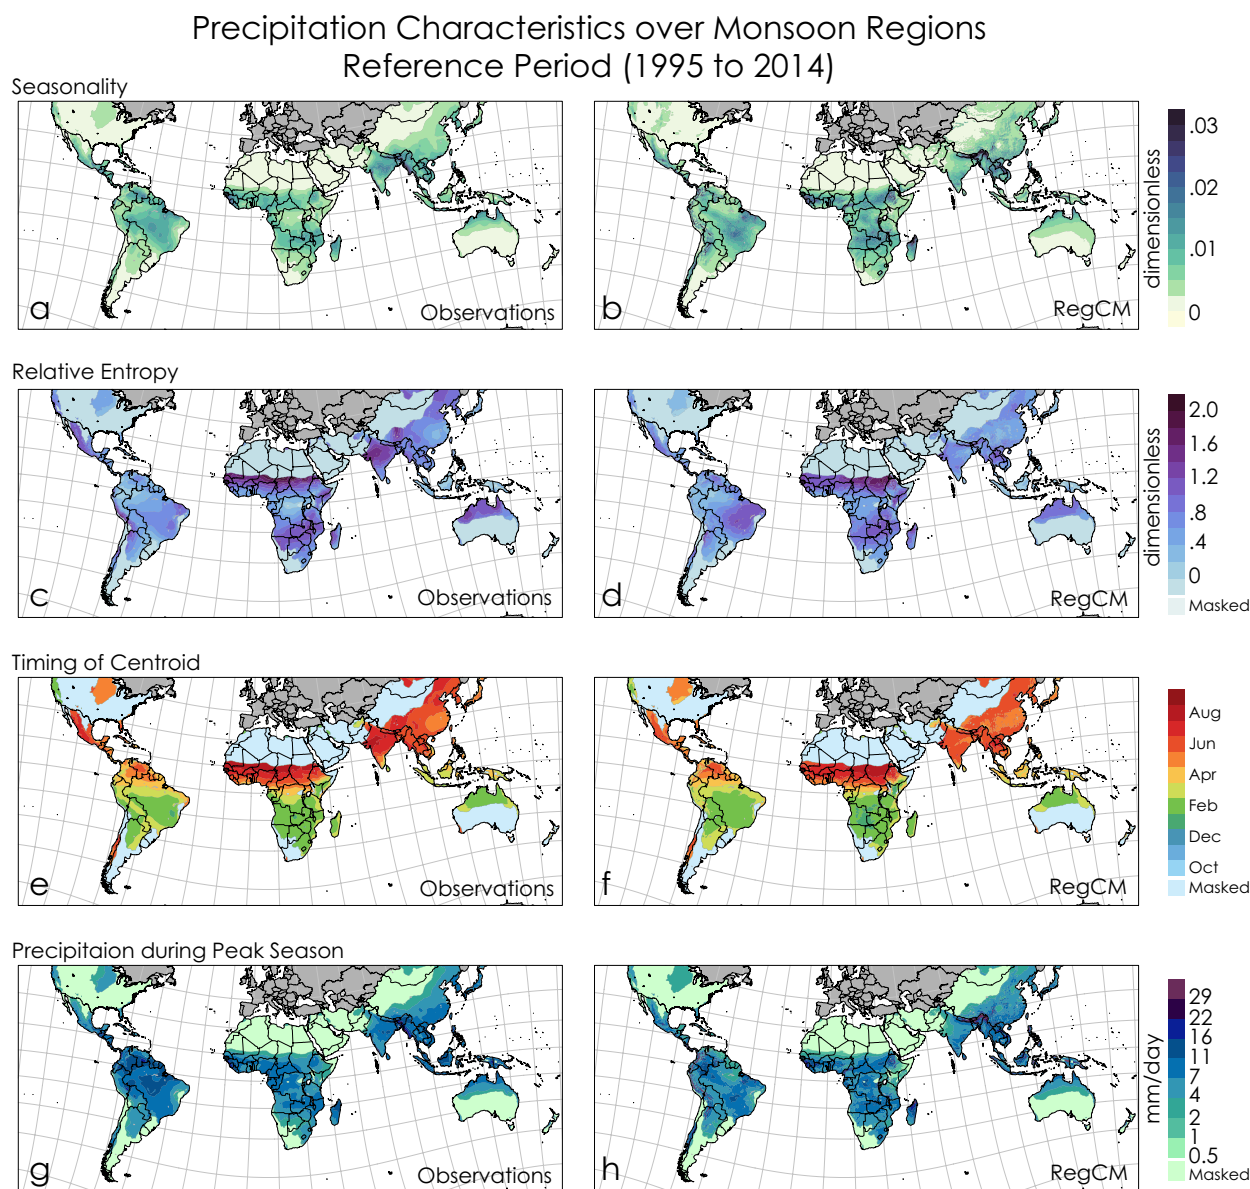 Precipitation Characteristics over Monsoon Regions
Reference Period (1995 to 2014)
Seasonality
a
Observations
b
RegCM
dimensionless
.03
.02
.01
0
Relative Entropy
c
Observations
d
RegCM
dimensionless
2.0
1.6
1.2
.8
.4
0
Masked
Timing of Centroid
e
Observations
f
RegCM
Aug
Jun
Apr
Feb
Dec
Oct
Masked
Precipitaion during Peak Season
g
Observations
h
RegCM
mm/day
29
22
16
11
7
4
2
1
0.5
Masked